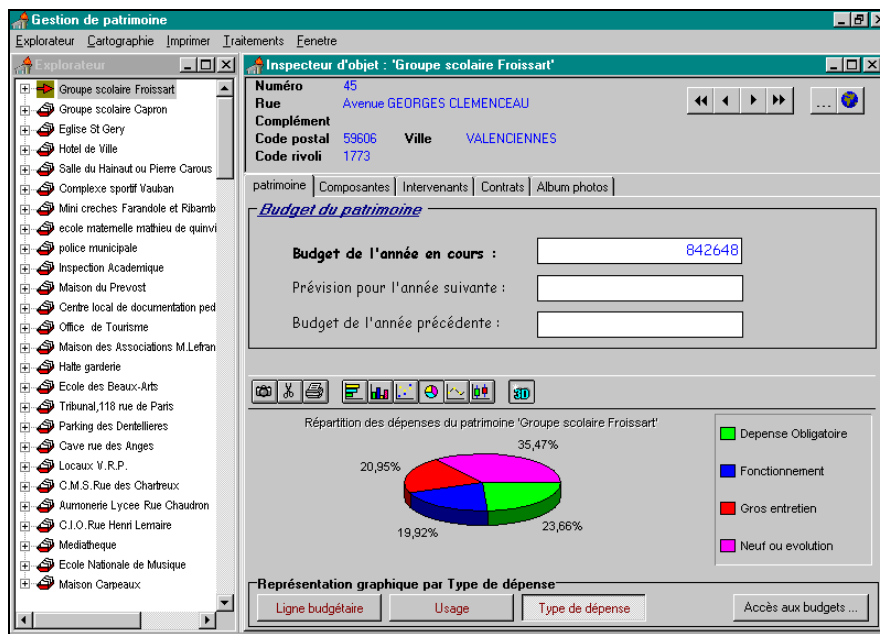 Gestion de patrimoine
Explorateur Cartographie Imprimer Traitements Fenetre
Explorateur
Groupe scolaire Froissart
Groupe scolaire Capron
Eglise St Gery
Hotel de Ville
Salle du Hainaut ou Pierre Carous
Complexe sportif Vauban
Mini creches Farandole et Ribamb
ecole maternelle mathieu de quinvi
police municipale
Inspection Academique
Maison du Prevost
Centre local de documentation ped
Office de Tourisme
Maison des Associations M.Lefran
Halte garderie
Ecole des Beaux-Arts
Tribunal,118 rue de Paris
Parking des Dentellieres
Cave rue des Anges
Locaux V.R.P.
C.M.S.Rue des Chartreux
Aumonerie Lycee Rue Chaudron
C.I.O.Rue Henri Lemaire
Mediatheque
Ecole Nationale de Musique
Maison Carpeaux
Inspecteur d'objet : 'Groupe scolaire Froissart'
Numéro 45
Rue Avenue GEORGES CLEMENCEAU
Complément
Code postal 59606 Ville VALENCIENNES
Code rivoli 1773
...
patrimoine Composantes Intervenants Contrats Album photos
Budget du patrimoine
Budget de l'année en cours : 842648
Prévision pour l'année suivante :
Budget de l'année précédente :
3D
Répartition des dépenses du patrimoine 'Groupe scolaire Froissart'
35,47%
20,95%
19,92%
23,66%
Depense Obligatoire
Fonctionnement
Gros entretien
Neuf ou evolution
Représentation graphique par Type de dépense
Ligne budgétaire Usage Type de dépense Accès aux budgets ...